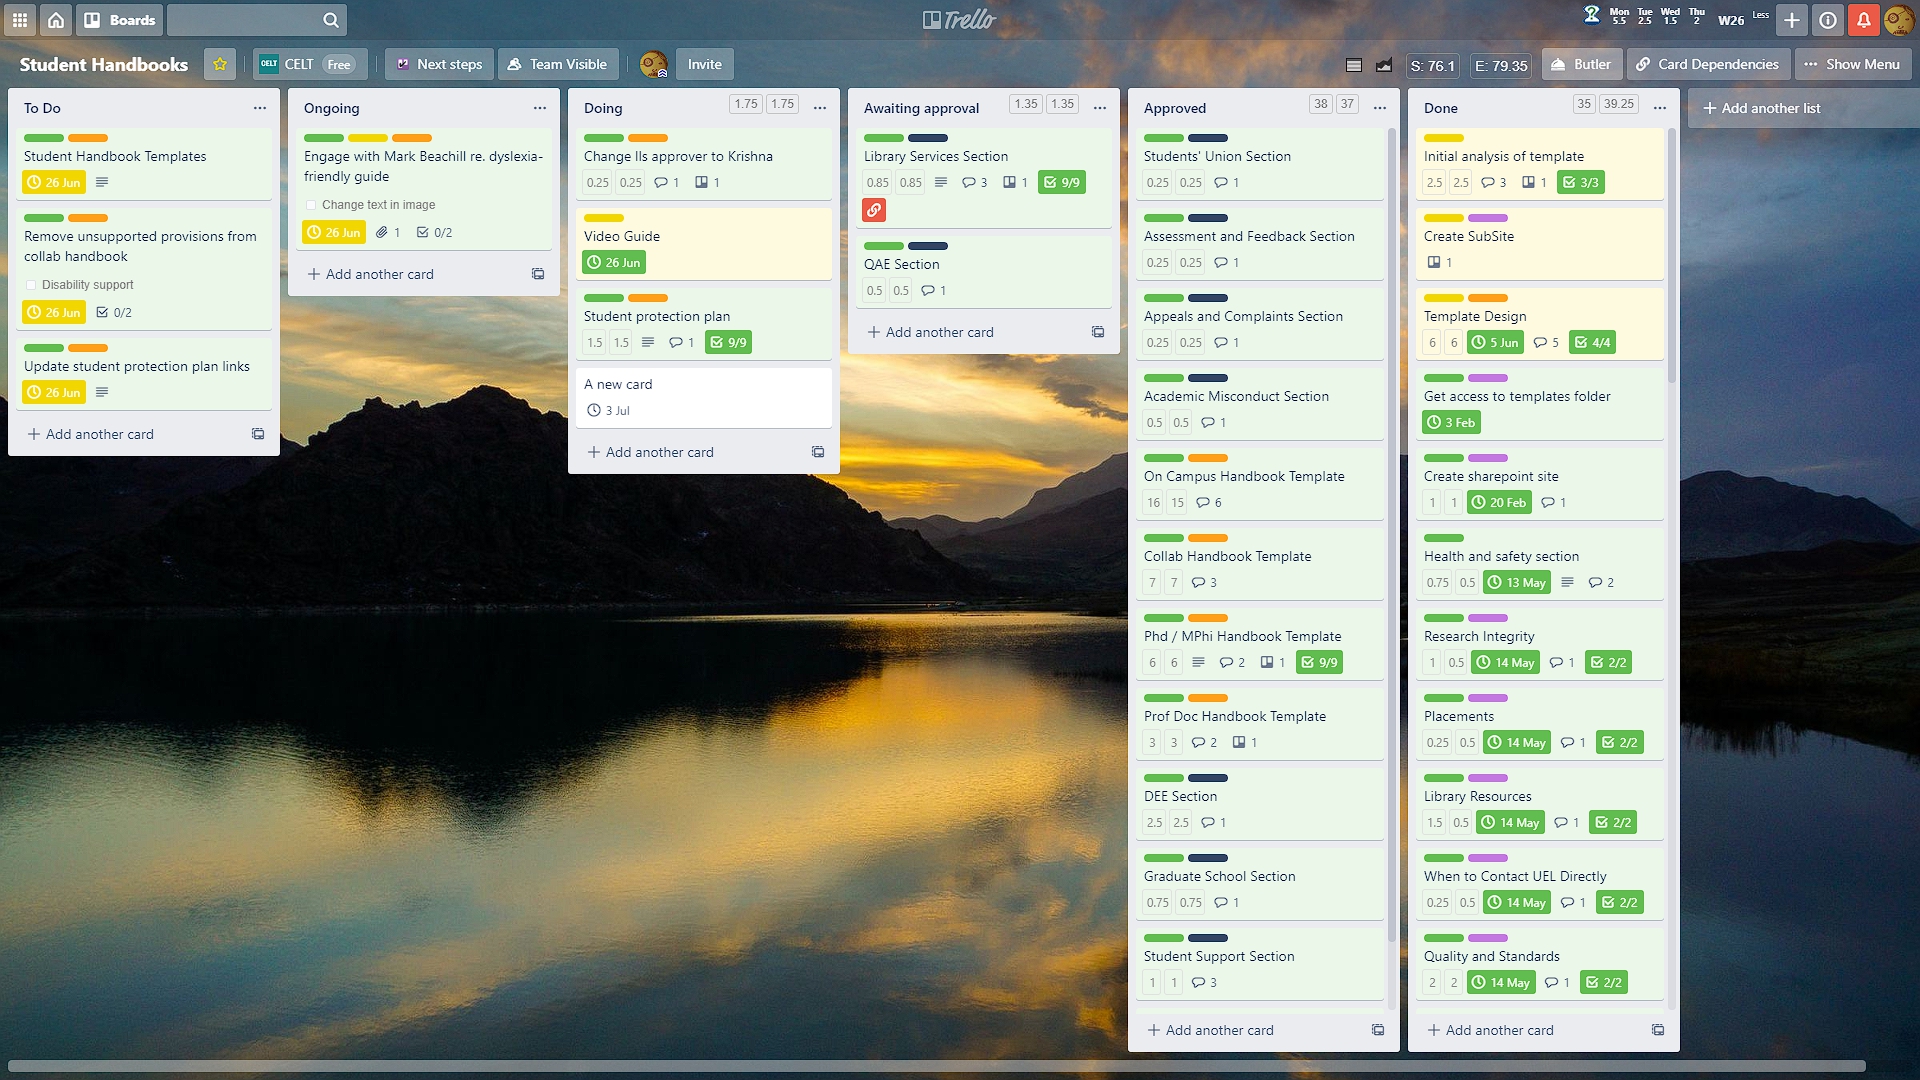 Boards
Trello
Mon Tue Wed Thu
5.5 2.5 1.5 2
W26
Less
Student Handbooks
CELT
CELT
Free
Next steps
Team Visible
Invite
S: 76.1
E: 79.35
Butler
Card Dependencies
Show Menu
To Do
Student Handbook Templates
26 Jun
Remove unsupported provisions from
collab handbook
Disability support
26 Jun 0/2
Update student protection plan links
26 Jun
Add another card
Ongoing
Engage with Mark Beachill re. dyslexia-
friendly guide
Change text in image
26 Jun 1 0/2
Add another card
Doing 1.75 1.75
Change IIs approver to Krishna
0.25 0.25 1 1
Video Guide
26 Jun
Student protection plan
1.5 1.5 1 9/9
A new card
3 Jul
Add another card
Awaiting approval 1.35 1.35
Library Services Section
0.85 0.85 3 1 9/9
QAE Section
0.5 0.5 1
Add another card
Approved 38 37
Students' Union Section
0.25 0.25 1
Assessment and Feedback Section
0.25 0.25 1
Appeals and Complaints Section
0.25 0.25 1
Academic Misconduct Section
0.5 0.5 1
On Campus Handbook Template
16 15 6
Collab Handbook Template
7 7 3
Phd / MPhi Handbook Template
6 6 2 1 9/9
Prof Doc Handbook Template
3 3 2 1
DEE Section
2.5 2.5 1
Graduate School Section
0.75 0.75 1
Student Support Section
1 1 3
Add another card
Done 35 39.25
Initial analysis of template
2.5 2.5 3 1 3/3
Create SubSite
1
Template Design
6 6 5 Jun 5 4/4
Get access to templates folder
3 Feb
Create sharepoint site
1 1 20 Feb 1
Health and safety section
0.75 0.5 13 May 2
Research Integrity
1 0.5 14 May 1 2/2
Placements
0.25 0.5 14 May 1 2/2
Library Resources
1.5 0.5 14 May 1 2/2
When to Contact UEL Directly
0.25 0.5 14 May 1 2/2
Quality and Standards
2 2 14 May 1 2/2
Add another card
Add another list